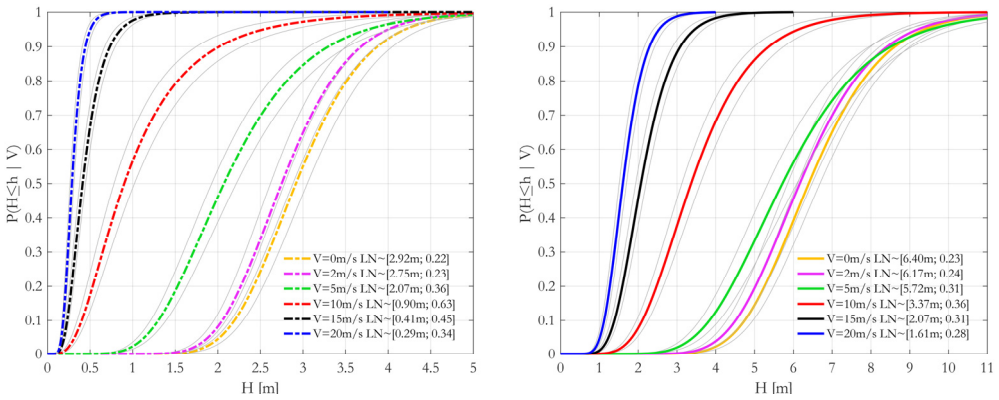 P(H≤h | V)
1
0.9
0.8
0.7
0.6
0.5
0.4
0.3
0.2
0.1
0
V=0m/s LN~[2.92m; 0.22]
V=2m/s LN~[2.75m; 0.23]
V=5m/s LN~[2.07m; 0.36]
V=10m/s LN~[0.90m; 0.63]
V=15m/s LN~[0.41m; 0.45]
V=20m/s LN~[0.29m; 0.34]
0 0.5 1 1.5 2 2.5 3 3.5 4 4.5 5
H [m]
P(H≤h | V)
1
0.9
0.8
0.7
0.6
0.5
0.4
0.3
0.2
0.1
0
V=0m/s LN~[6.40m; 0.23]
V=2m/s LN~[6.17m; 0.24]
V=5m/s LN~[5.72m; 0.31]
V=10m/s LN~[3.37m; 0.36]
V=15m/s LN~[2.07m; 0.31]
V=20m/s LN~[1.61m; 0.28]
0 1 2 3 4 5 6 7 8 9 10 11
H [m]